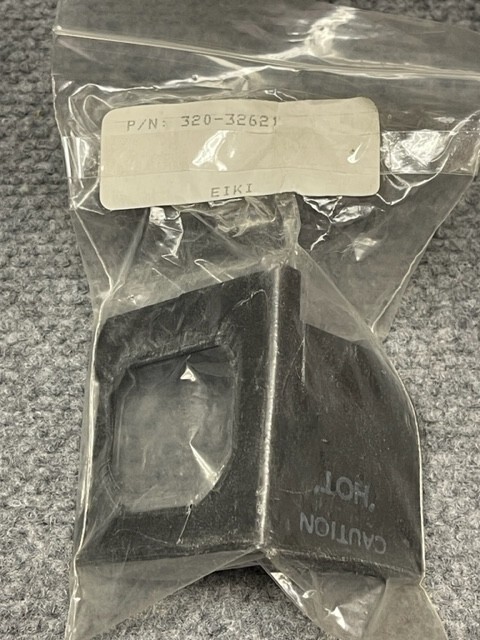 P/N: 320-32621
EIKI
CAUTION
"HOT"